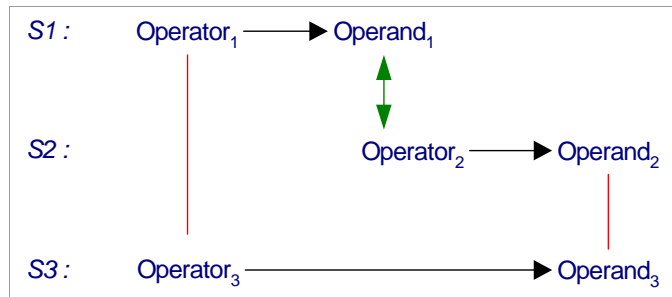 S1 : Operator₁ Operand₁
S2 : Operator₂ Operand₂
S3 : Operator₃ Operand₃